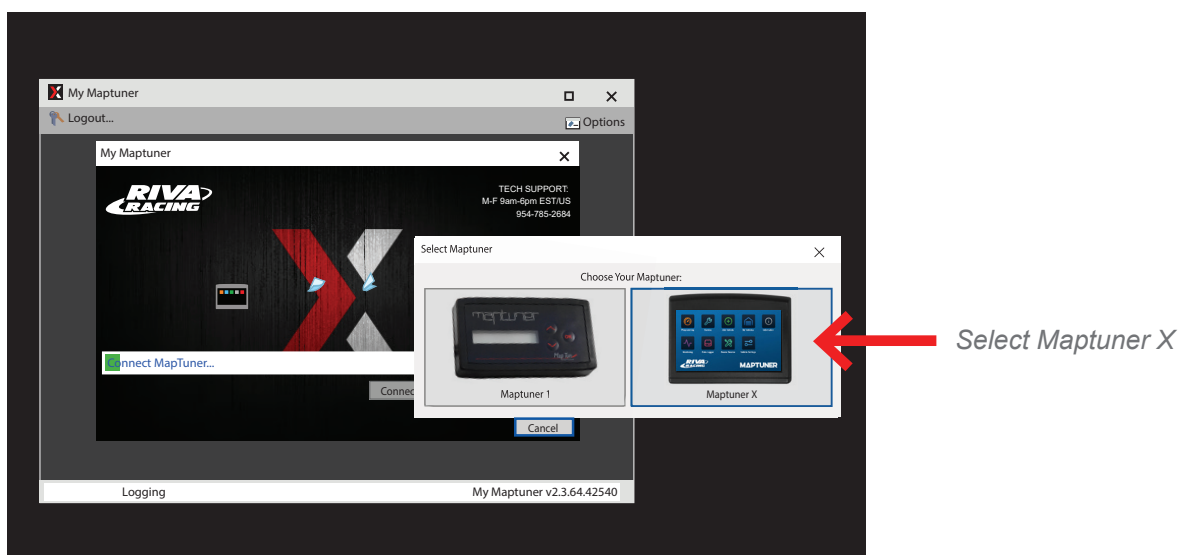 My Maptuner
Logout...
Options
My Maptuner
RIVA
RACING
TECH SUPPORT:
M-F 9am-6pm EST/US
954-785-2684
Select Maptuner
Choose Your Maptuner:
maptuner
RIVA
RACING
MAPTUNER
Maptuner 1
Maptuner X
Select Maptuner X
Connect MapTuner...
Connec
Cancel
Logging
My Maptuner v2.3.64.42540